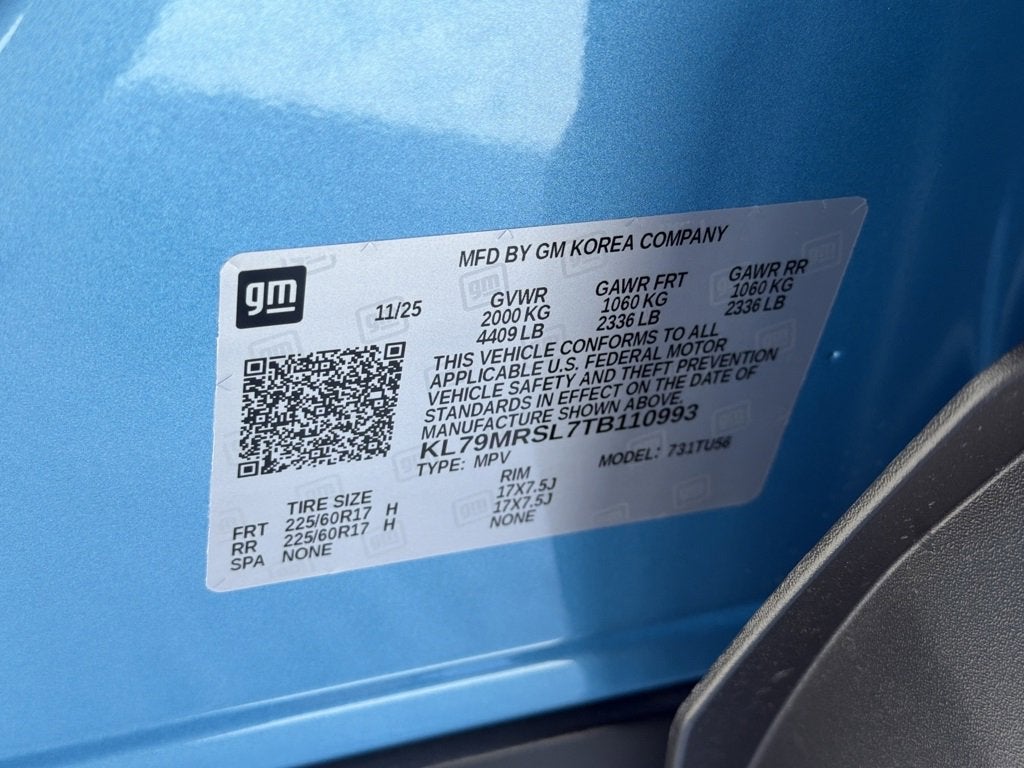 MFD BY GM KOREA COMPANY
gm
11/25
GVWR
2000 KG
4409 LB
GAWR FRT
1060 KG
2336 LB
GAWR RR
1060 KG
2336 LB
THIS VEHICLE CONFORMS TO ALL
APPLICABLE U.S. FEDERAL MOTOR
VEHICLE SAFETY AND THEFT PREVENTION
STANDARDS IN EFFECT ON THE DATE OF
MANUFACTURE SHOWN ABOVE.
KL79MRSL7TB110993
TYPE: MPV MODEL: 731TU56
TIRE SIZE RIM
FRT 225/60R17 H 17X7.5J
RR 225/60R17 H 17X7.5J
SPA NONE NONE